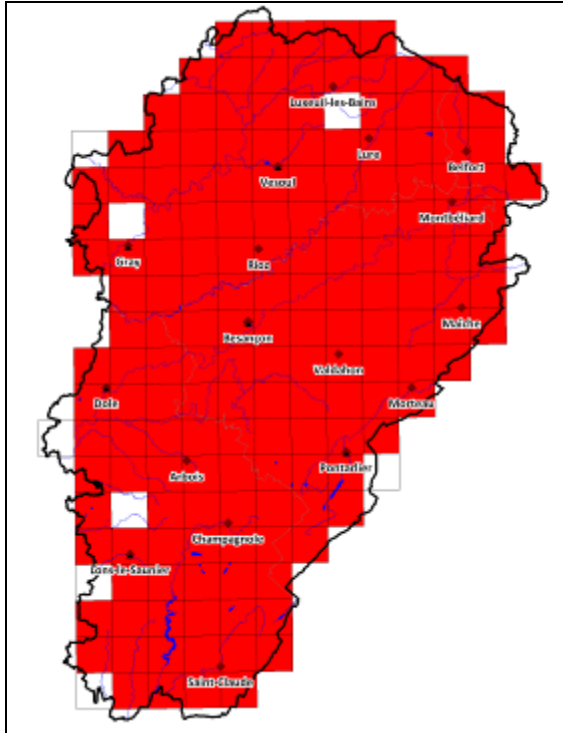 Luxeuil-les-Bains
Lure
Belfort
Vesoul
Montbéliard
Gray
Rioz
Maîche
Besançon
Valdahon
Dole
Morteau
Pontarlier
Arbois
Champagnole
Lons-le-Saunier
Saint-Claude